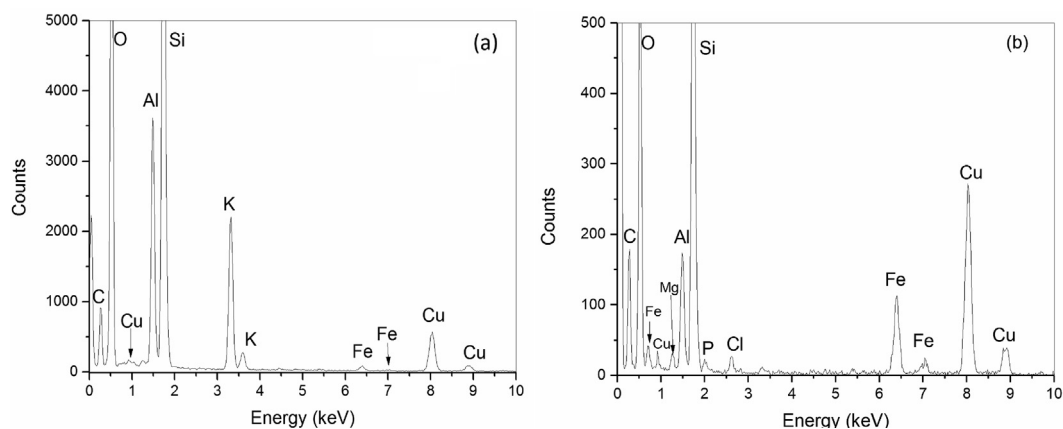 (a)
5000
4000
3000
2000
1000
0
Counts
O
Si
Al
K
C
Cu
K
Fe
Fe
Cu
Cu
0 1 2 3 4 5 6 7 8 9 10
Energy (keV)
(b)
500
400
300
200
100
0
Counts
O
Si
Cu
C
Al
Mg
Fe
Fe
Cu
P
Cl
Fe
Cu
0 1 2 3 4 5 6 7 8 9 10
Energy (keV)